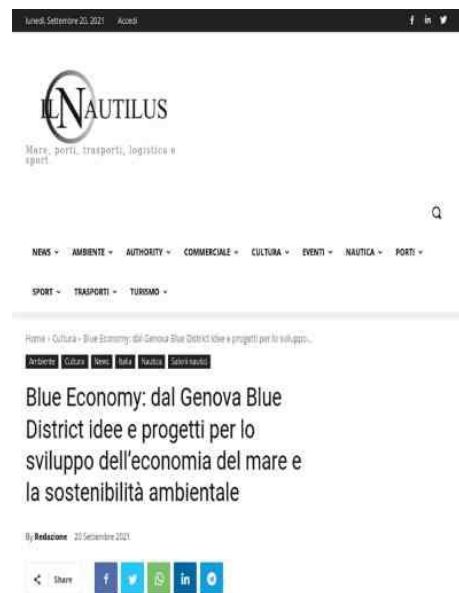 lunedì, Settembre 20, 2021 Accedi
IL NAUTILUS
Mare, porti, trasporti, logistica e
sport
NEWS AMBIENTE AUTHORITY COMMERCIALE CULTURA EVENTI NAUTICA PORTI
SPORT TRASPORTI TURISMO
Home › Cultura › Blue Economy: dal Genova Blue District idee e progetti per lo sviluppo...
Ambiente Cultura News Italia Nautica Saloni nautici
Blue Economy: dal Genova Blue
District idee e progetti per lo
sviluppo dell'economia del mare e
la sostenibilità ambientale
By Redazione 20 Settembre 2021
Share